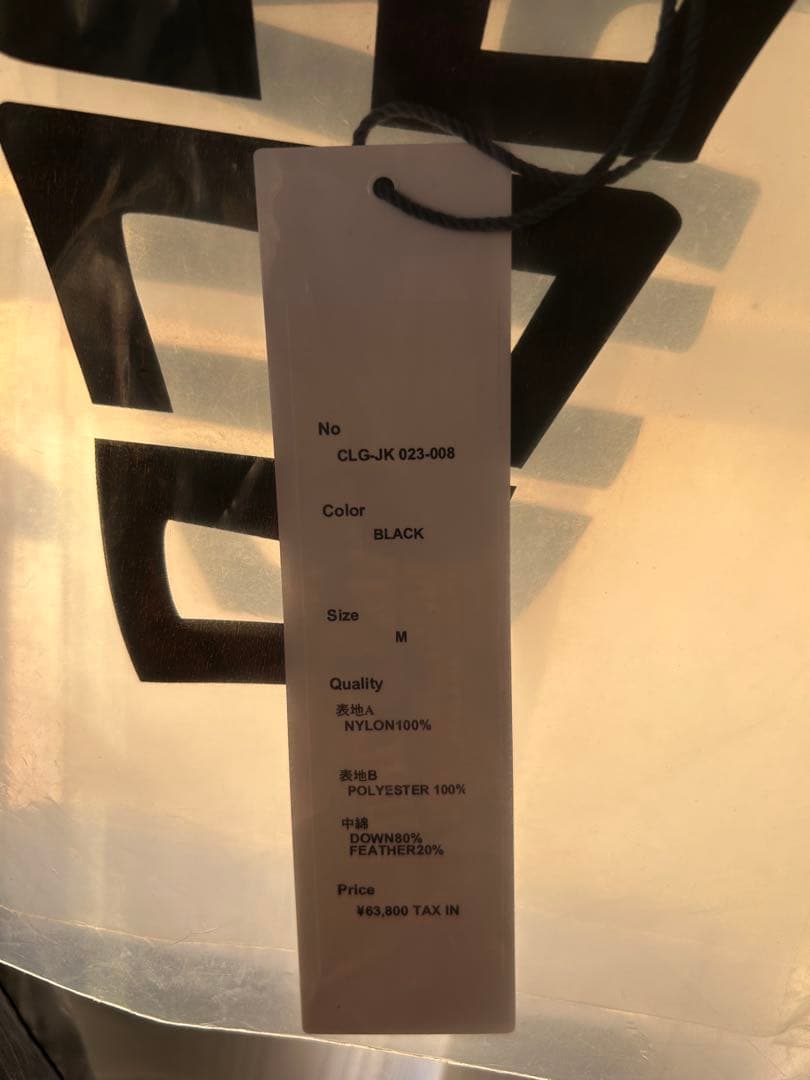 No
CLG-JK 023-008
Color
BLACK
Size
M
Quality
表地A
NYLON100%
表地B
POLYESTER 100%
中綿
DOWN80%
FEATHER20%
Price
¥63,800 TAX IN